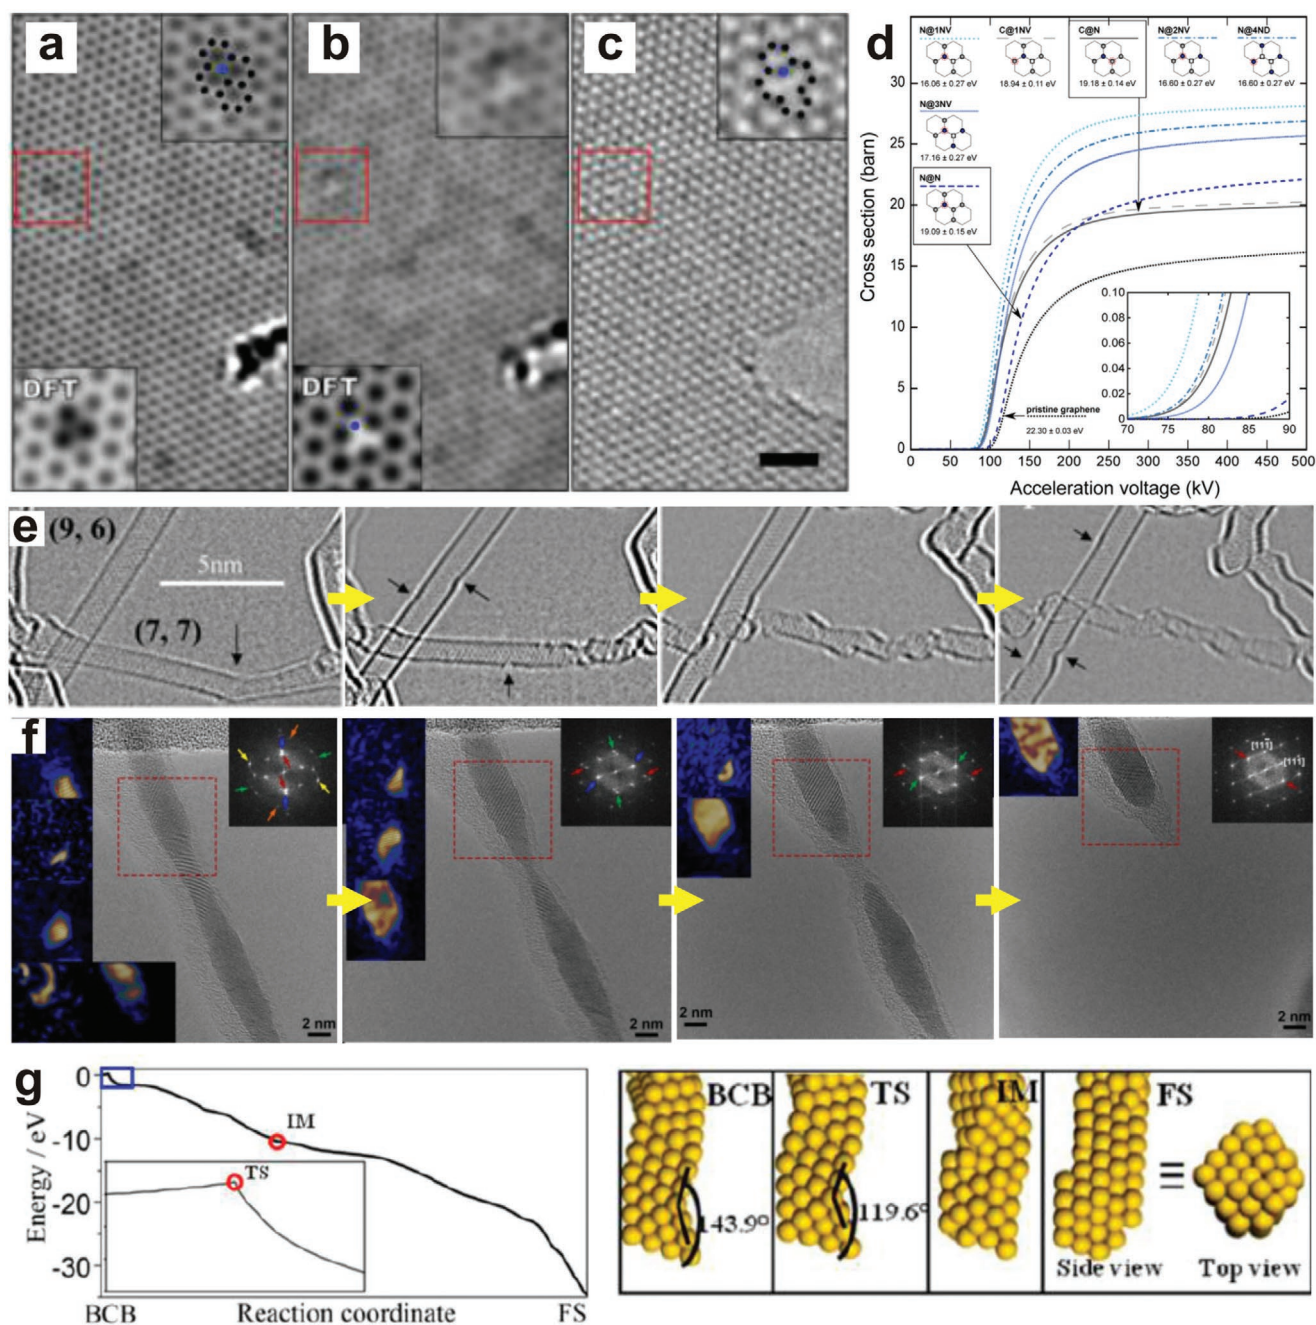 a
b
c
d
DFT
DFT
N@1NV
C@1NV
C@N
N@2NV
N@4ND
16.06 ± 0.27 eV
18.94 ± 0.11 eV
19.18 ± 0.14 eV
16.60 ± 0.27 eV
16.60 ± 0.27 eV
N@3NV
17.16 ± 0.27 eV
N@N
19.09 ± 0.15 eV
pristine graphene
22.30 ± 0.03 eV
Cross section (barn)
30
25
20
15
10
5
0
0 50 100 150 200 250 300 350 400 450 500
Acceleration voltage (kV)
0.10
0.08
0.06
0.04
0.02
0
70 75 80 82 85 90
e
(9, 6)
5nm
(7, 7)
f
2 nm
2 nm
2 nm
[11̄1̄]
[111̄]
2 nm
g
0
-10
-20
-30
Energy / eV
IM
TS
BCB
Reaction coordinate
FS
BCB
TS
IM
FS
143.9°
119.6°
≡
Side view
Top view